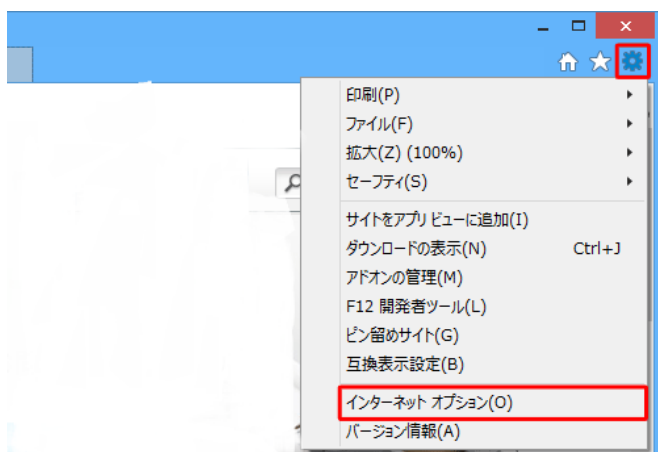 印刷(P)
ファイル(F)
拡大(Z) (100%)
セーフティ(S)
サイトをアプリ ビューに追加(I)
ダウンロードの表示(N) Ctrl+J
アドオンの管理(M)
F12 開発者ツール(L)
ピン留めサイト(G)
互換表示設定(B)
インターネット オプション(O)
バージョン情報(A)